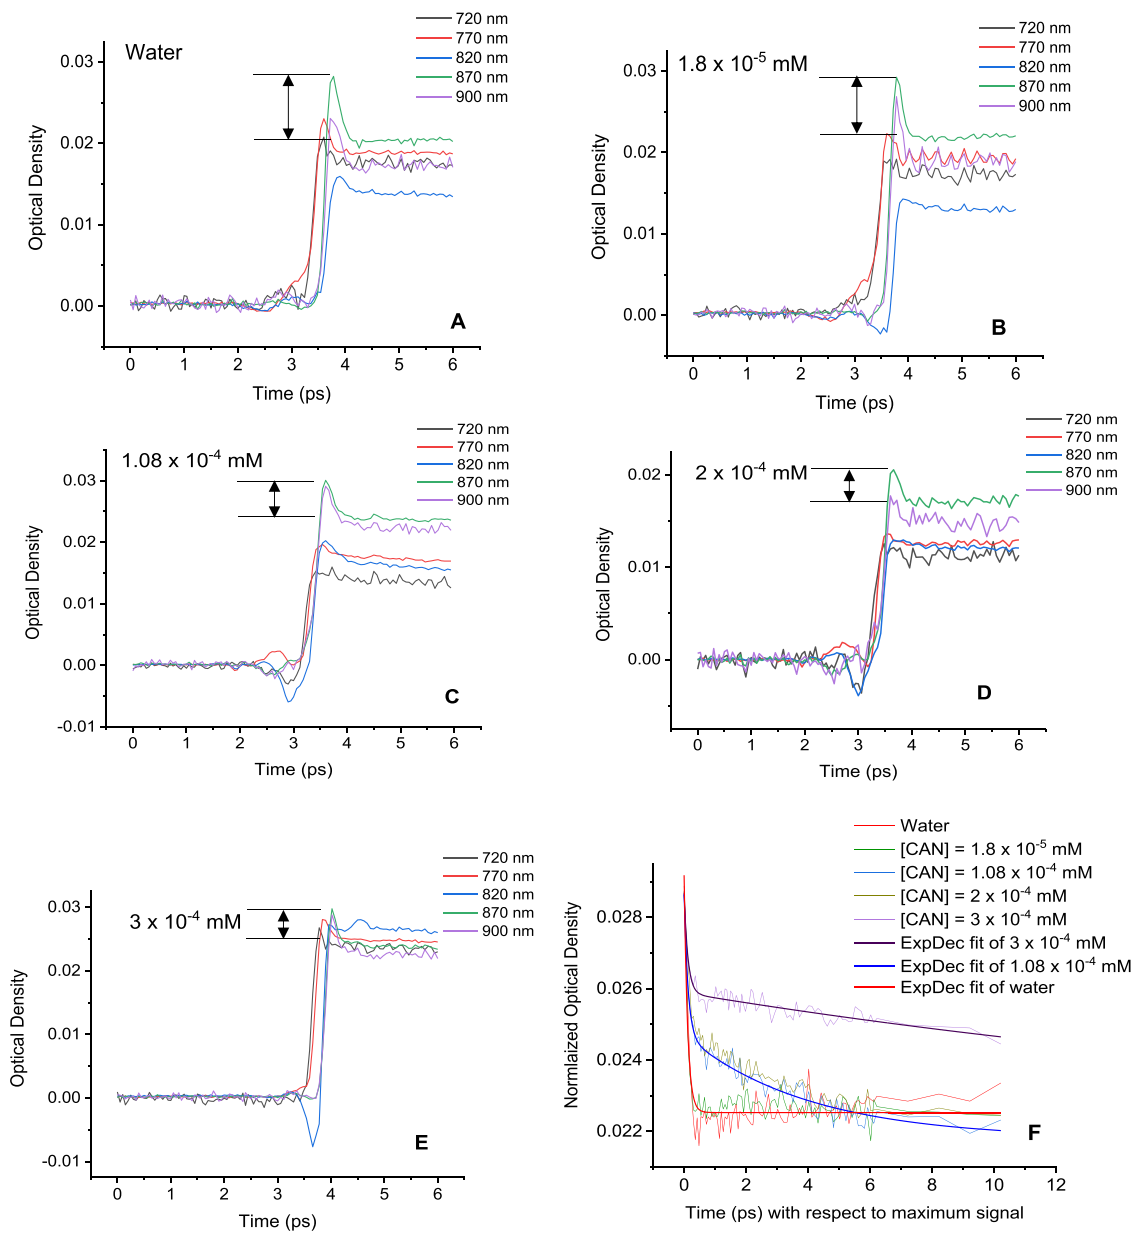 Water
720 nm
770 nm
820 nm
870 nm
900 nm
0.03
0.02
0.01
0.00
Optical Density
A
0 1 2 3 4 5 6
Time (ps)
1.8 x 10⁻⁵ mM
720 nm
770 nm
820 nm
870 nm
900 nm
0.03
0.02
0.01
0.00
Optical Density
B
0 1 2 3 4 5 6
Time (ps)
1.08 x 10⁻⁴ mM
720 nm
770 nm
820 nm
870 nm
900 nm
0.03
0.02
0.01
0.00
-0.01
Optical Density
C
0 1 2 3 4 5 6
Time (ps)
2 x 10⁻⁴ mM
720 nm
770 nm
820 nm
870 nm
900 nm
0.02
0.01
0.00
Optical Density
D
0 1 2 3 4 5 6
Time (ps)
3 x 10⁻⁴ mM
720 nm
770 nm
820 nm
870 nm
900 nm
0.03
0.02
0.01
0.00
-0.01
Optical Density
E
0 1 2 3 4 5 6
Time (ps)
Water
[CAN] = 1.8 x 10⁻⁵ mM
[CAN] = 1.08 x 10⁻⁴ mM
[CAN] = 2 x 10⁻⁴ mM
[CAN] = 3 x 10⁻⁴ mM
ExpDec fit of 3 x 10⁻⁴ mM
ExpDec fit of 1.08 x 10⁻⁴ mM
ExpDec fit of water
0.028
0.026
0.024
0.022
Normlaized Optical Density
F
0 2 4 6 8 10 12
Time (ps) with respect to maximum signal